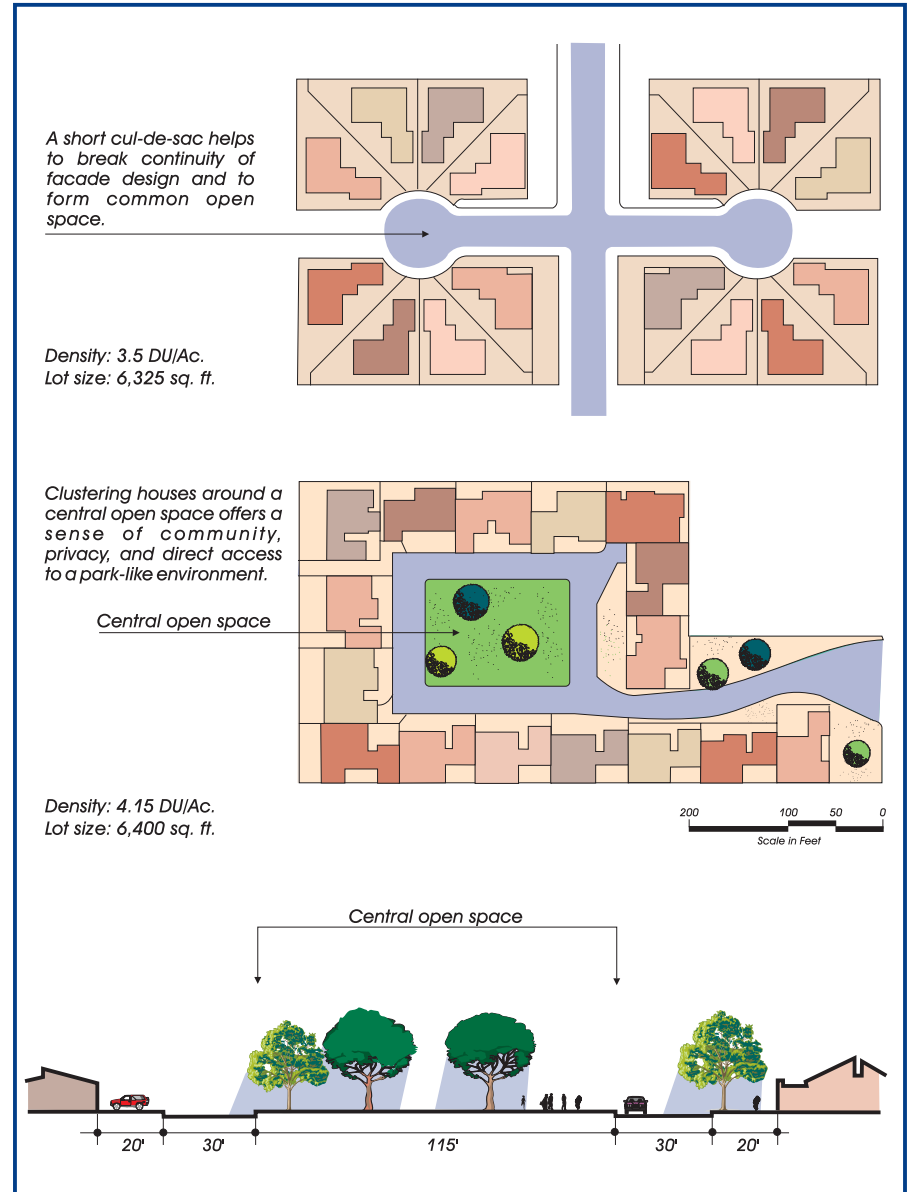 A short cul-de-sac helps
to break continuity of
facade design and to
form common open
space.
Density: 3.5 DU/Ac.
Lot size: 6,325 sq. ft.
Clustering houses around a
central open space offers a
sense of community,
privacy, and direct access
to a park-like environment.
Central open space
Density: 4.15 DU/Ac.
Lot size: 6,400 sq. ft.
200 100 50 0
Scale in Feet
Central open space
20' 30' 115' 30' 20'